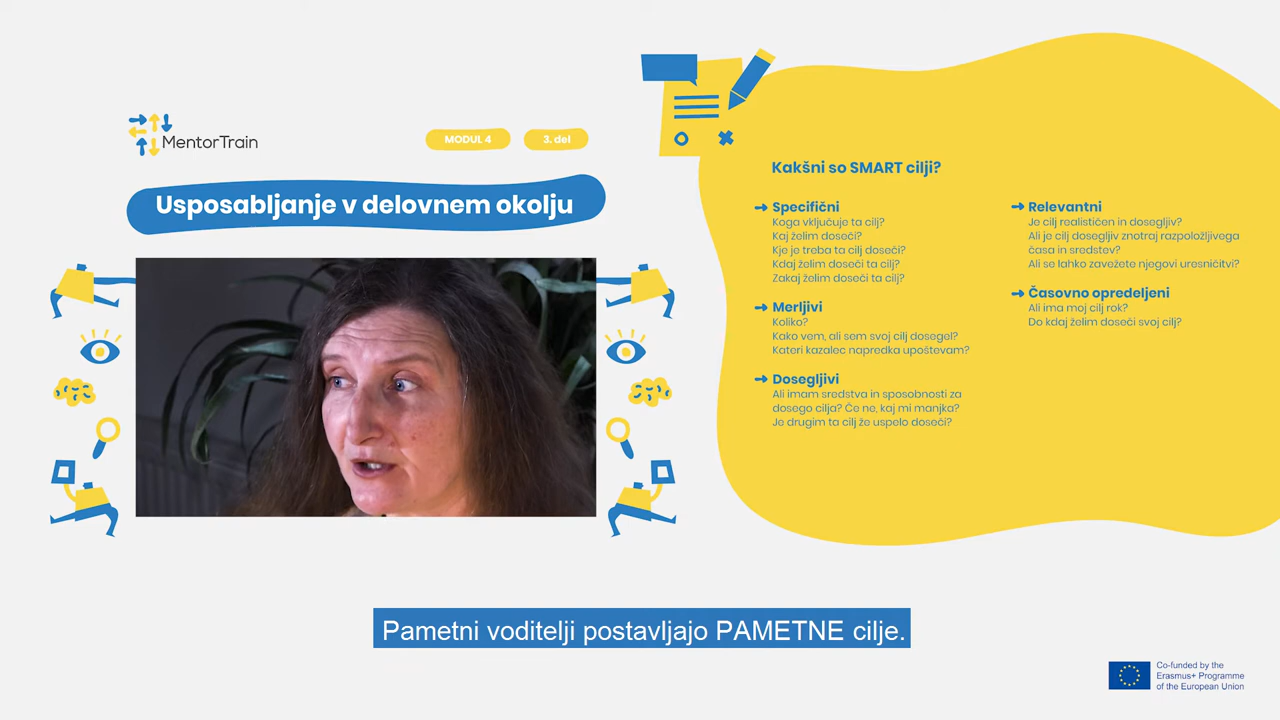 MentorTrain
MODUL 4
3. del
Usposabljanje v delovnem okolju
Kakšni so SMART cilji?
Specifični
Koga vključuje ta cilj?
Kaj želim doseči?
Kje je treba ta cilj doseči?
Kdaj želim doseči ta cilj?
Zakaj želim doseči ta cilj?
Merljivi
Koliko?
Kako vem, ali sem svoj cilj dosegel?
Kateri kazalec napredka upoštevam?
Dosegljivi
Ali imam sredstva in sposobnosti za
dosego cilja? Če ne, kaj mi manjka?
Je drugim ta cilj že uspelo doseči?
Relevantni
Je cilj realističen in dosegljiv?
Ali je cilj dosegljiv znotraj razpoložljivega
časa in sredstev?
Ali se lahko zavežete njegovi uresničitvi?
Časovno opredeljeni
Ali ima moj cilj rok?
Do kdaj želim doseči svoj cilj?
Pametni voditelji postavljajo PAMETNE cilje.
Co-funded by the
Erasmus+ Programme
of the European Union